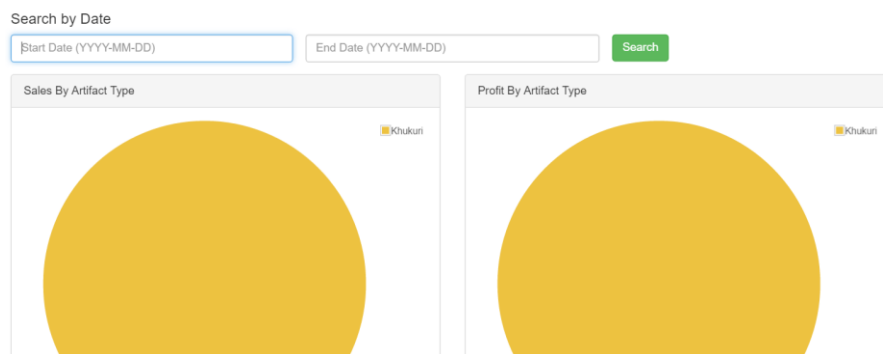 Search by Date
Start Date (YYYY-MM-DD)
End Date (YYYY-MM-DD)
Search
Sales By Artifact Type
Profit By Artifact Type
Khukuri
Khukuri